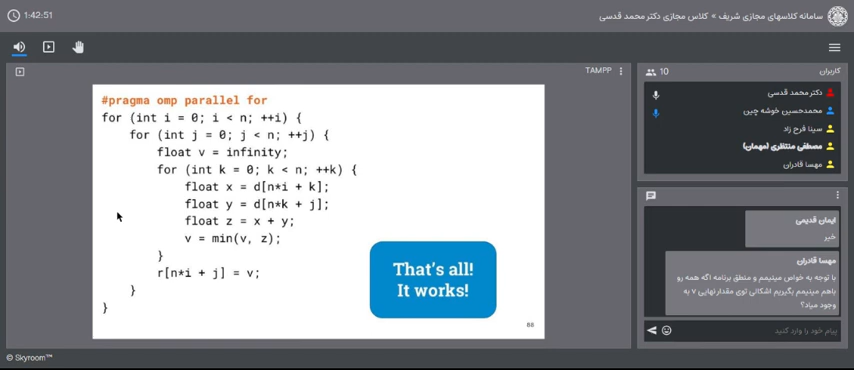 1:42:51
سامانه کلاسهای مجازی شریف » کلاس مجازی دکتر محمد قدسی
TAMPP
#pragma omp parallel for
for (int i = 0; i < n; ++i) {
for (int j = 0; j < n; ++j) {
float v = infinity;
for (int k = 0; k < n; ++k) {
float x = d[n*i + k];
float y = d[n*k + j];
float z = x + y;
v = min(v, z);
}
r[n*i + j] = v;
}
}
That's all!
It works!
88
کاربران
10
دکتر محمد قدسی
محمدحسین خوشه چین
سینا فرح زاد
مصطفی منتظری (مهمان)
مهسا قادران
ایمان قدیمی
خیر
مهسا قادران
با توجه به خواص مینیمم و منطق برنامه اگه همه رو
باهم مینیمم بگیریم اشکالی توی مقدار نهایی v به
وجود میاد؟
پیام خود را وارد کنید
© Skyroom™